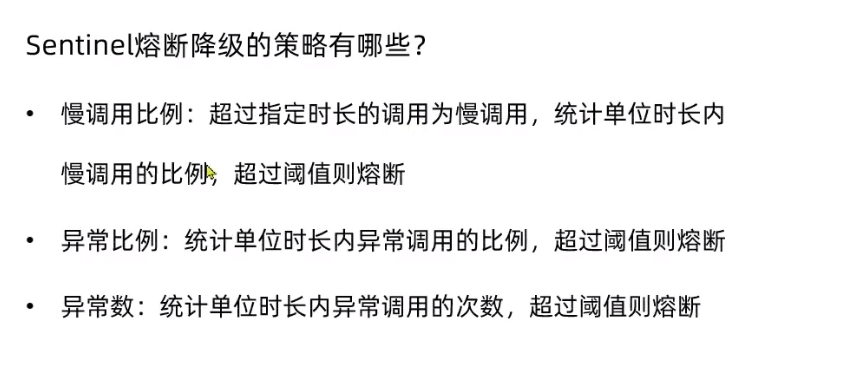 Sentinel熔断降级的策略有哪些？
• 慢调用比例：超过指定时长的调用为慢调用，统计单位时长内
慢调用的比例，超过阈值则熔断
• 异常比例：统计单位时长内异常调用的比例，超过阈值则熔断
• 异常数：统计单位时长内异常调用的次数，超过阈值则熔断